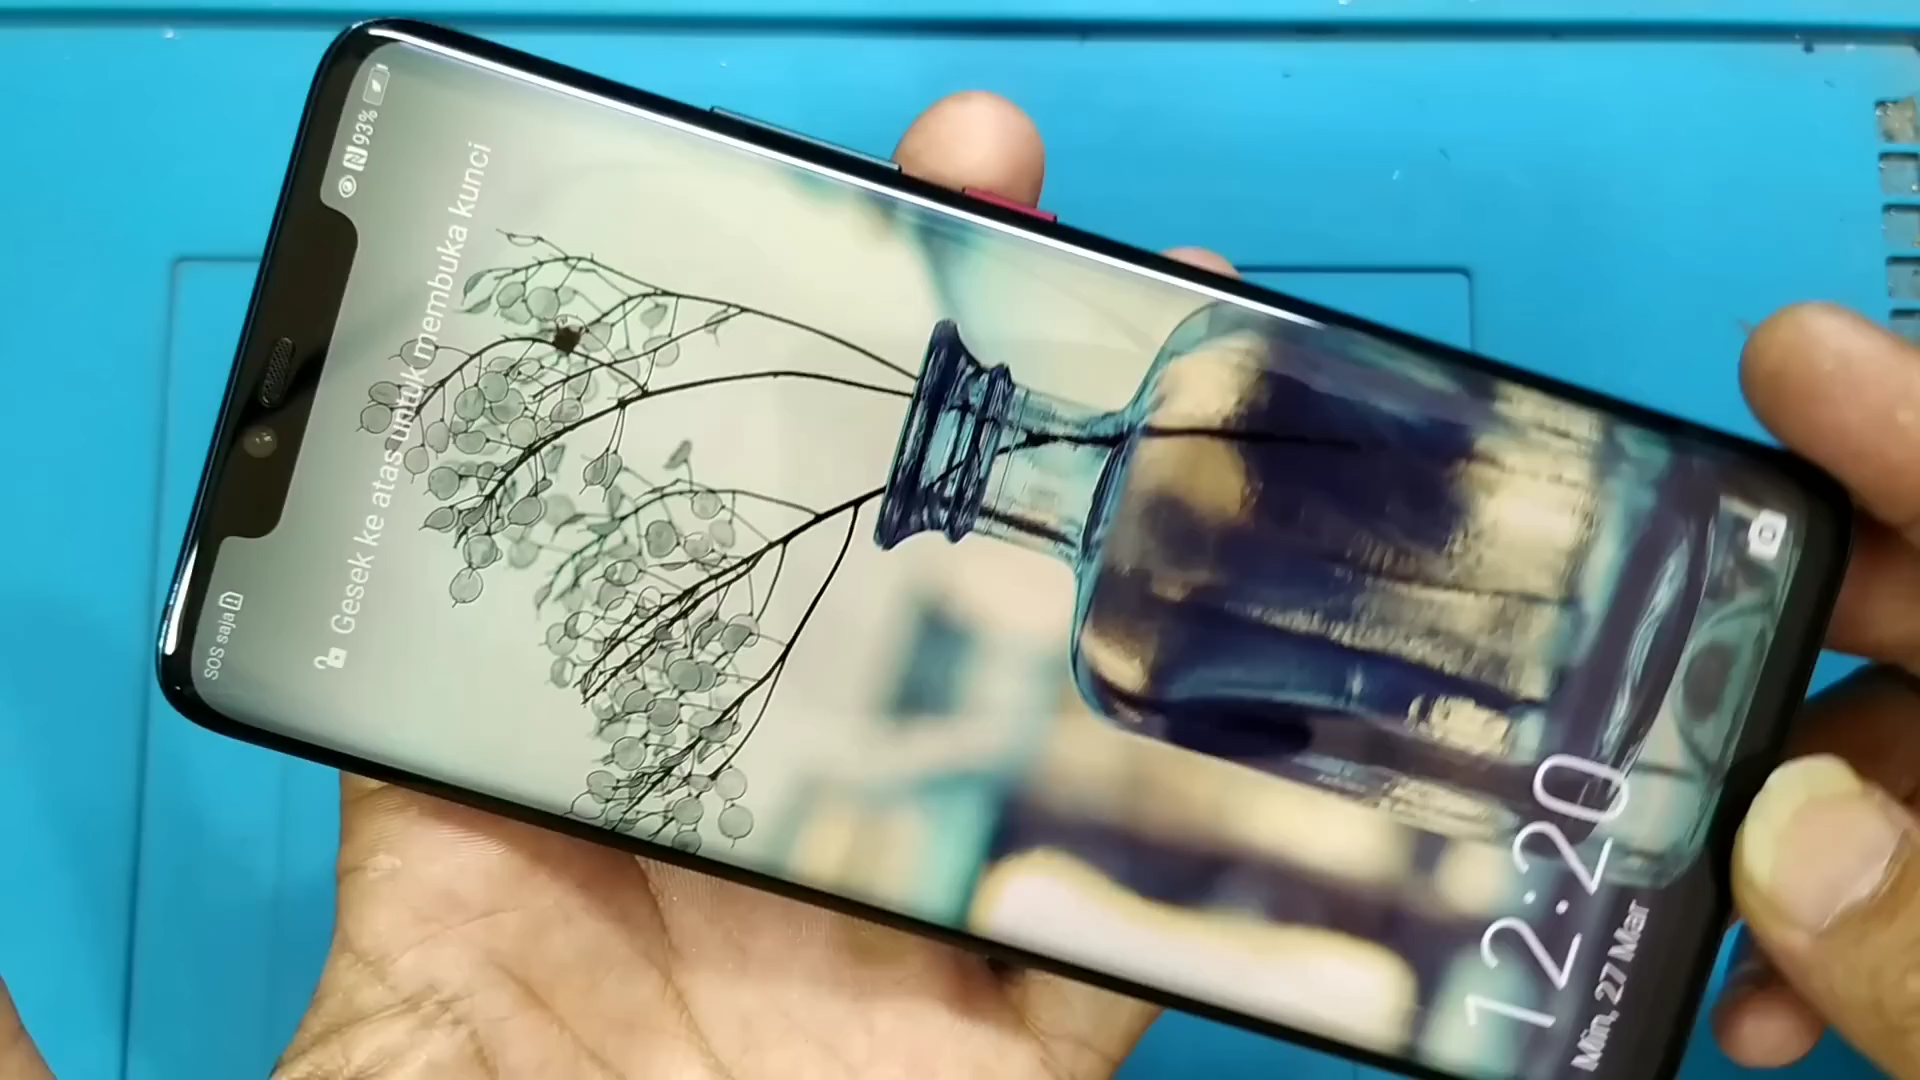 SOS saja
93%
Gesek ke atas untuk membuka kunci
12:20
Min, 27 Mar